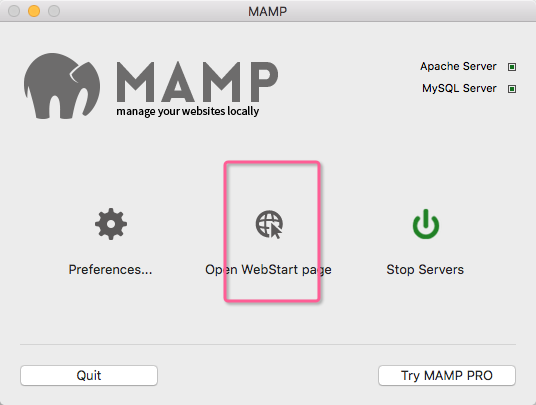 MAMP
MAMP
manage your websites locally
Apache Server
MySQL Server
Preferences...
Open WebStart page
Stop Servers
Quit
Try MAMP PRO